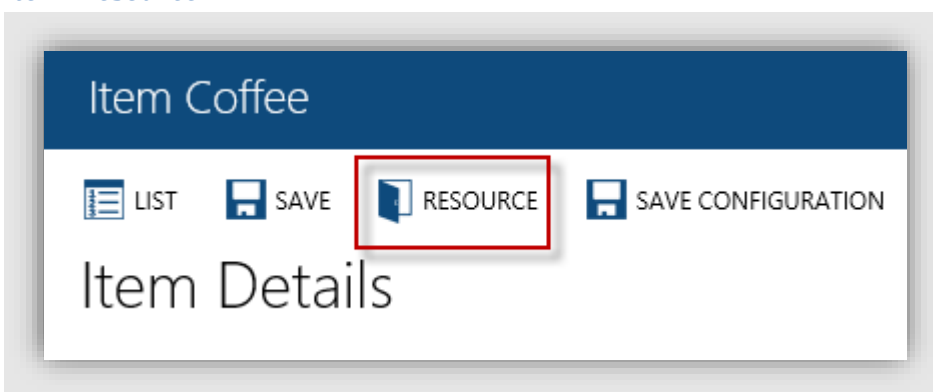 Item Coffee
LIST SAVE RESOURCE SAVE CONFIGURATION
Item Details